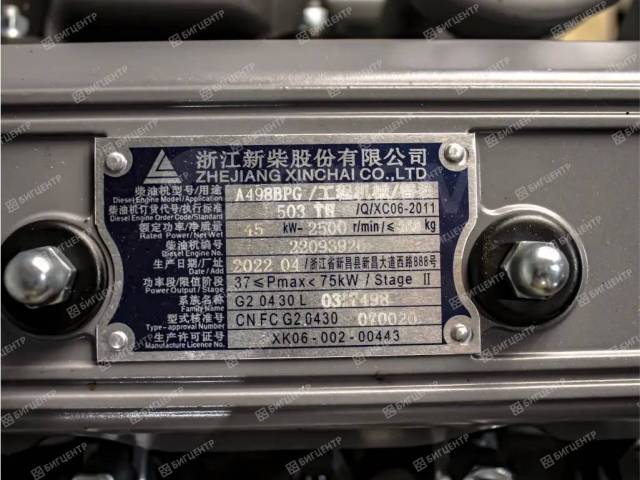 浙江新柴股份有限公司
ZHEJIANG XINCHAI CO.,LTD
柴油机型号/用途 A498BPG /工程机械/
Diesel Engine Model/Application
柴油机订货代号/执行标准 503 TN /Q/XC06-2011
Diesel Engine Order Code/Standard
额定功率/净质量 45 kW- 2500 r/min/≤ kg
Rated Power/Net Wet
柴油机编号 22093920
Diesel Engine No.
生产日期/厂址 2022 04 /浙江省新昌县新昌大道西路888号
Date / Add
功率段/限值阶段 37≤Pmax<75kW / Stage II
Power Output / Stage
系族名称 G2 0430L
Family Name
型式核准号 CN FC G2 0430 070020
Type-approval Number
生产许可证号 XK06-002-00443
Manufacture Licence No.
БИГЦЕНТР